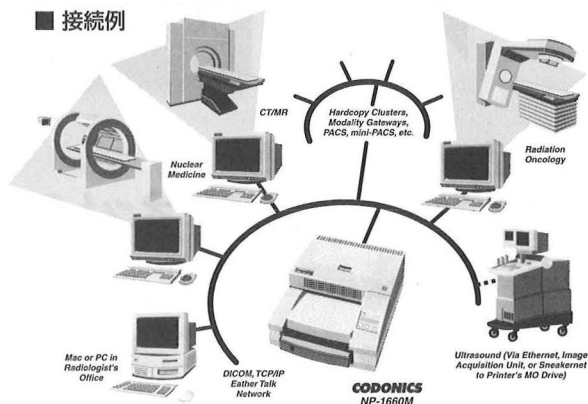 ■ 接続例
CT/MR
Hardcopy Clusters,
Modality Gateways,
PACS, mini-PACS, etc.
Radiation
Oncology
Nuclear
Medicine
Mac or PC in
Radiologist's
Office
DICOM, TCP/IP
Eather Talk
Network
CODONICS
NP-1660M
Ultrasound (Via Ethernet, Image
Acquisition Unit, or Sneakernet
to Printer's MO Drive)